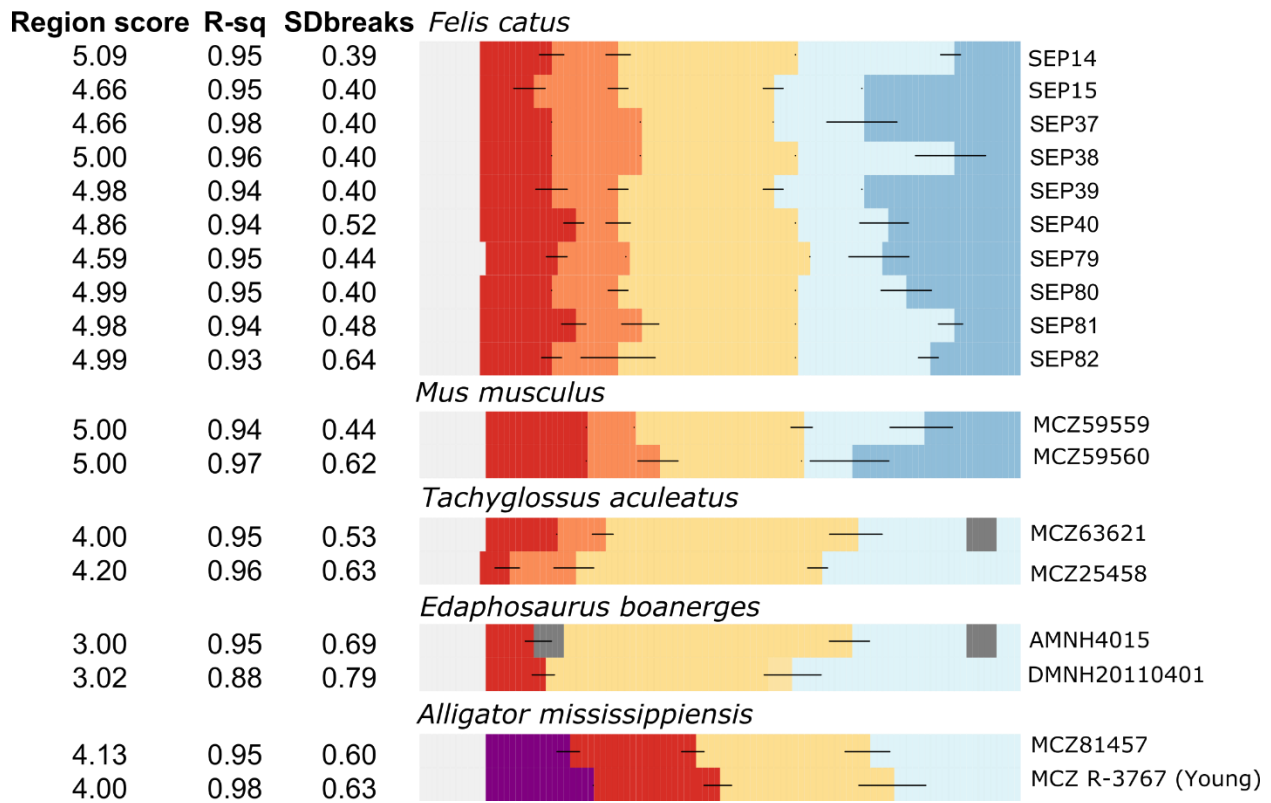 Region score R-sq SDbreaks Felis catus
5.09 0.95 0.39 SEP14
4.66 0.95 0.40 SEP15
4.66 0.98 0.40 SEP37
5.00 0.96 0.40 SEP38
4.98 0.94 0.40 SEP39
4.86 0.94 0.52 SEP40
4.59 0.95 0.44 SEP79
4.99 0.95 0.40 SEP80
4.98 0.94 0.48 SEP81
4.99 0.93 0.64 SEP82
Mus musculus
5.00 0.94 0.44 MCZ59559
5.00 0.97 0.62 MCZ59560
Tachyglossus aculeatus
4.00 0.95 0.53 MCZ63621
4.20 0.96 0.63 MCZ25458
Edaphosaurus boanerges
3.00 0.95 0.69 AMNH4015
3.02 0.88 0.79 DMNH20110401
Alligator mississippiensis
4.13 0.95 0.60 MCZ81457
4.00 0.98 0.63 MCZ R-3767 (Young)